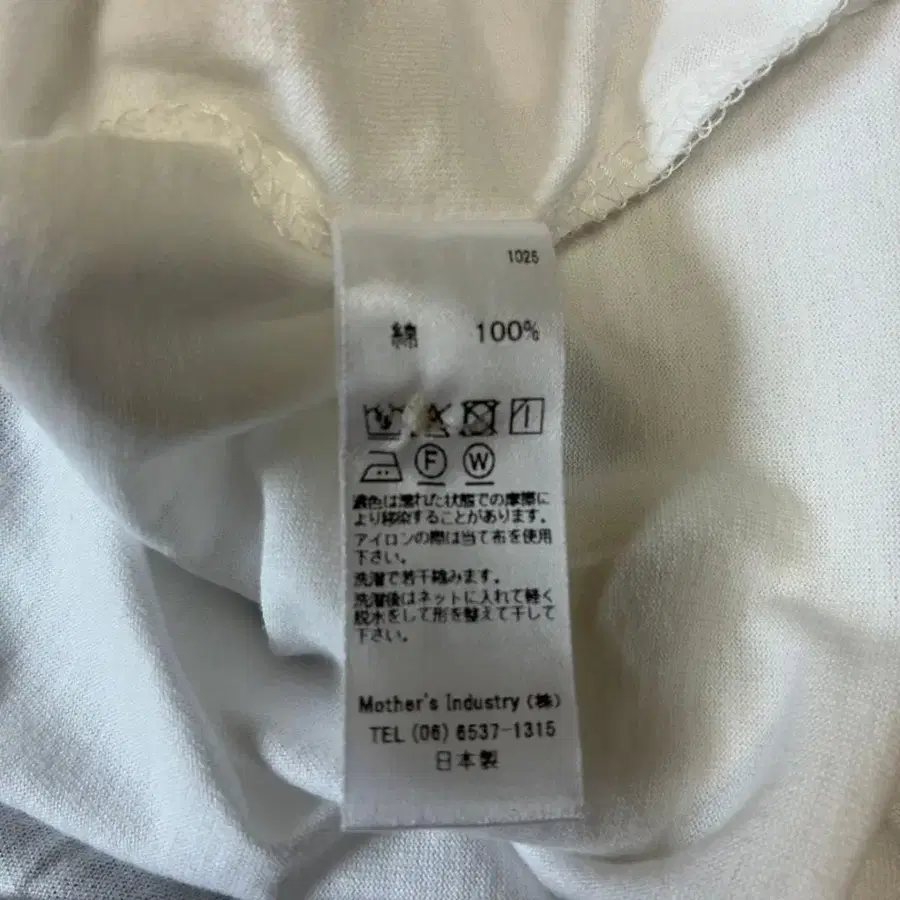 1025
綿 100%
F W
濃色は濡れた状態での摩擦に
より移染することがあります。
アイロンの際は当て布を使用
下さい。
洗濯で若干縮みます。
洗濯後はネットに入れて軽く
脱水をして形を整えて干して
下さい。
Mother's Industry (株)
TEL (06) 6537-1315
日本製